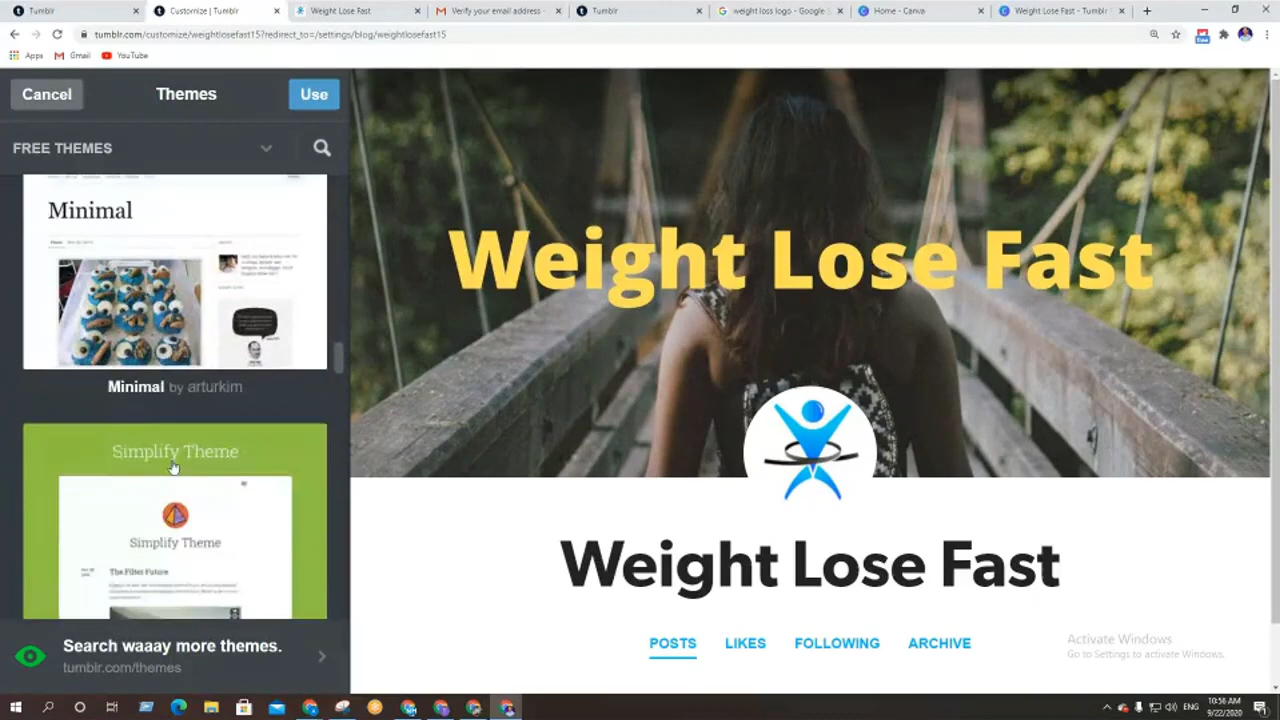 Tumblr
Customize | Tumblr
Weight Lose Fast
Verify your email address -
Tumblr
weight loss logo - Google S
Home - Canva
Weight Lose Fast - Tumblr
tumblr.com/customize/weightlosefast15?redirect_to=/settings/blog/weightlosefast15
Apps
Gmail
YouTube
Cancel
Themes
Use
FREE THEMES
Minimal
Minimal by arturkim
Simplify Theme
Simplify Theme
The Filter Future
Search waaay more themes.
tumblr.com/themes
Weight Lose Fast
Weight Lose Fast
POSTS
LIKES
FOLLOWING
ARCHIVE
Activate Windows
Go to Settings to activate Windows.
ENG
10:56 AM
9/22/2020